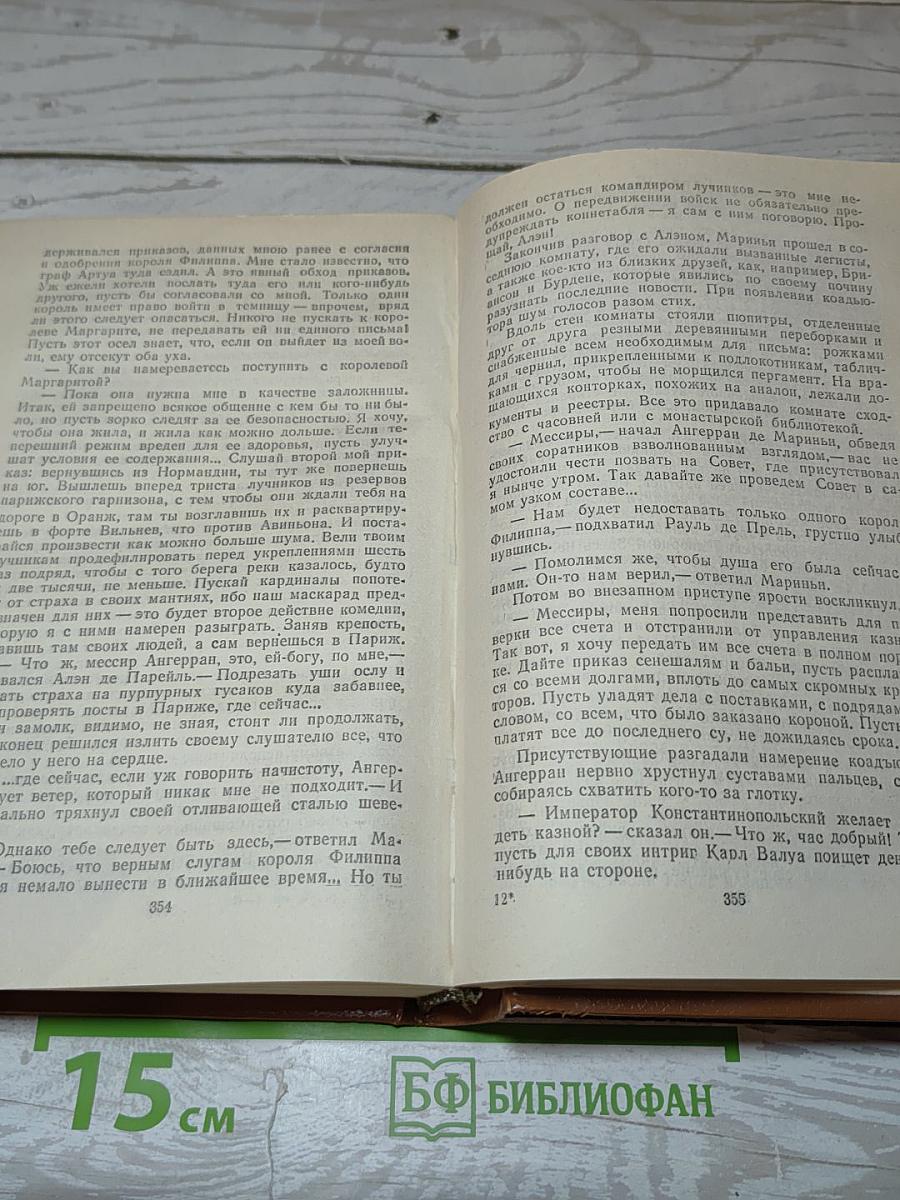 держивался приказов, данных мною ранее с согласия
и одобрения короля Филиппа. Мне стало известно, что
граф Артуа туда ездил. А это явный обход приказов.
Уж ежели хотели послать туда его или кого-нибудь
другого, пусть бы согласовали со мной. Только один
король имеет право войти в темницу — впрочем, вряд
ли этого следует опасаться. Никого не пускать к коро-
леве Маргарите, не передавать ей ни единого письма!
Пусть этот осел знает, что, если он выйдет из моей во-
ли, ему отсекут оба уха.
— Как вы намереваетесь поступить с королевой
Маргаритой?
— Пока она нужна мне в качестве заложницы.
Итак, ей запрещено всякое общение с кем бы то ни бы-
ло, но пусть зорко следят за ее безопасностью. Я хочу,
чтобы она жила, и жила как можно дольше. Если те-
перешний режим вреден для ее здоровья, пусть улуч-
шат условия ее содержания... Слушай второй мой при-
каз: вернувшись из Нормандии, ты тут же повернешь
на юг. Вышлешь вперед триста лучников из резервов
парижского гарнизона, с тем чтобы они ждали тебя на
дороге в Оранж, там ты возглавишь их и расквартиру-
ешь в форте Вильнев, что против Авиньона. И поста-
райся произвести как можно больше шума. Вели твоим
лучникам продефилировать перед укреплениями шесть
аз подряд, чтобы с того берега реки казалось, будто
две тысячи, не меньше. Пускай кардиналы попоте-
от страха в своих мантиях, ибо наш маскарад пред-
значен для них — это будет второе действие комедии,
орую я с ними намерен разыграть. Заняв крепость,
авишь там своих людей, а сам вернешься в Париж.
— Что ж, мессир Ангерран, это, ей-богу, по мне,—
вался Алэн де Парейль.— Подрезать уши ослу и
ать страха на пурпурных гусаков куда забавнее,
проверять посты в Париже, где сейчас...
н замолк, видимо, не зная, стоит ли продолжать,
конец решился излить своему слушателю все, что
ело у него на сердце.
...где сейчас, если уж говорить начистоту, Ангер-
ует ветер, который никак мне не подходит.— И
ально тряхнул своей отливающей сталью шеве-
Однако тебе следует быть здесь,— ответил Ма-
— Боюсь, что верным слугам короля Филиппа
я немало вынести в ближайшее время... Но ты
354
должен остаться командиром лучников — это мне не-
обходимо. О передвижении войск не обязательно пре-
дупреждать коннетабля — я сам с ним поговорю. Про-
щай, Алэн!
Закончив разговор с Алэном, Мариньи прошел в со-
седнюю комнату, где его ожидали вызванные легисты,
а также кое-кто из близких друзей, как, например, Бри-
ансон и Бурдене, которые явились по своему почину
разузнать последние новости. При появлении коадъю-
тора шум голосов разом стих.
Вдоль стен комнаты стояли пюпитры, отделенные
друг от друга резными деревянными переборками и
снабженные всем необходимым для письма: рожками
для чернил, прикрепленными к подлокотникам, таблич-
ками с грузом, чтобы не морщился пергамент. На вра-
щающихся конторках, похожих на аналои, лежали до-
кументы и реестры. Все это придавало комнате сход-
ство с часовней или с монастырской библиотекой.
— Мессиры,— начал Ангерран де Мариньи, обведя
своих соратников взволнованным взглядом,— вас не
удостоили чести позвать на Совет, где присутствовал
я нынче утром. Так давайте же проведем Совет в са-
мом узком составе...
— Нам будет недоставать только одного корол
Филиппа,— подхватил Рауль де Прель, грустно улыб
нувшись.
— Помолимся же, чтобы душа его была сейчас
нами. Он-то нам верил,— ответил Мариньи.
Потом во внезапном приступе ярости воскликнул
— Мессиры, меня попросили представить для п
верки все счета и отстранили от управления казн
Так вот, я хочу передать им все счета в полном пор
ке. Дайте приказ сенешалям и бальи, пусть распла
ся со всеми долгами, вплоть до самых скромных кр
торов. Пусть уладят дела с поставками, с подрядам
словом, со всем, что было заказано короной. Пусть
платят все до последнего су, не дожидаясь срока.
Присутствующие разгадали намерение коадъю
Ангерран нервно хрустнул суставами пальцев, с
собираясь схватить кого-то за глотку.
— Император Константинопольский желает
деть казной? — сказал он.— Что ж, час добрый!
пусть для своих интриг Карл Валуа поищет ден
нибудь на стороне.
12*
355
15 см
БФ БИБЛИОФАН